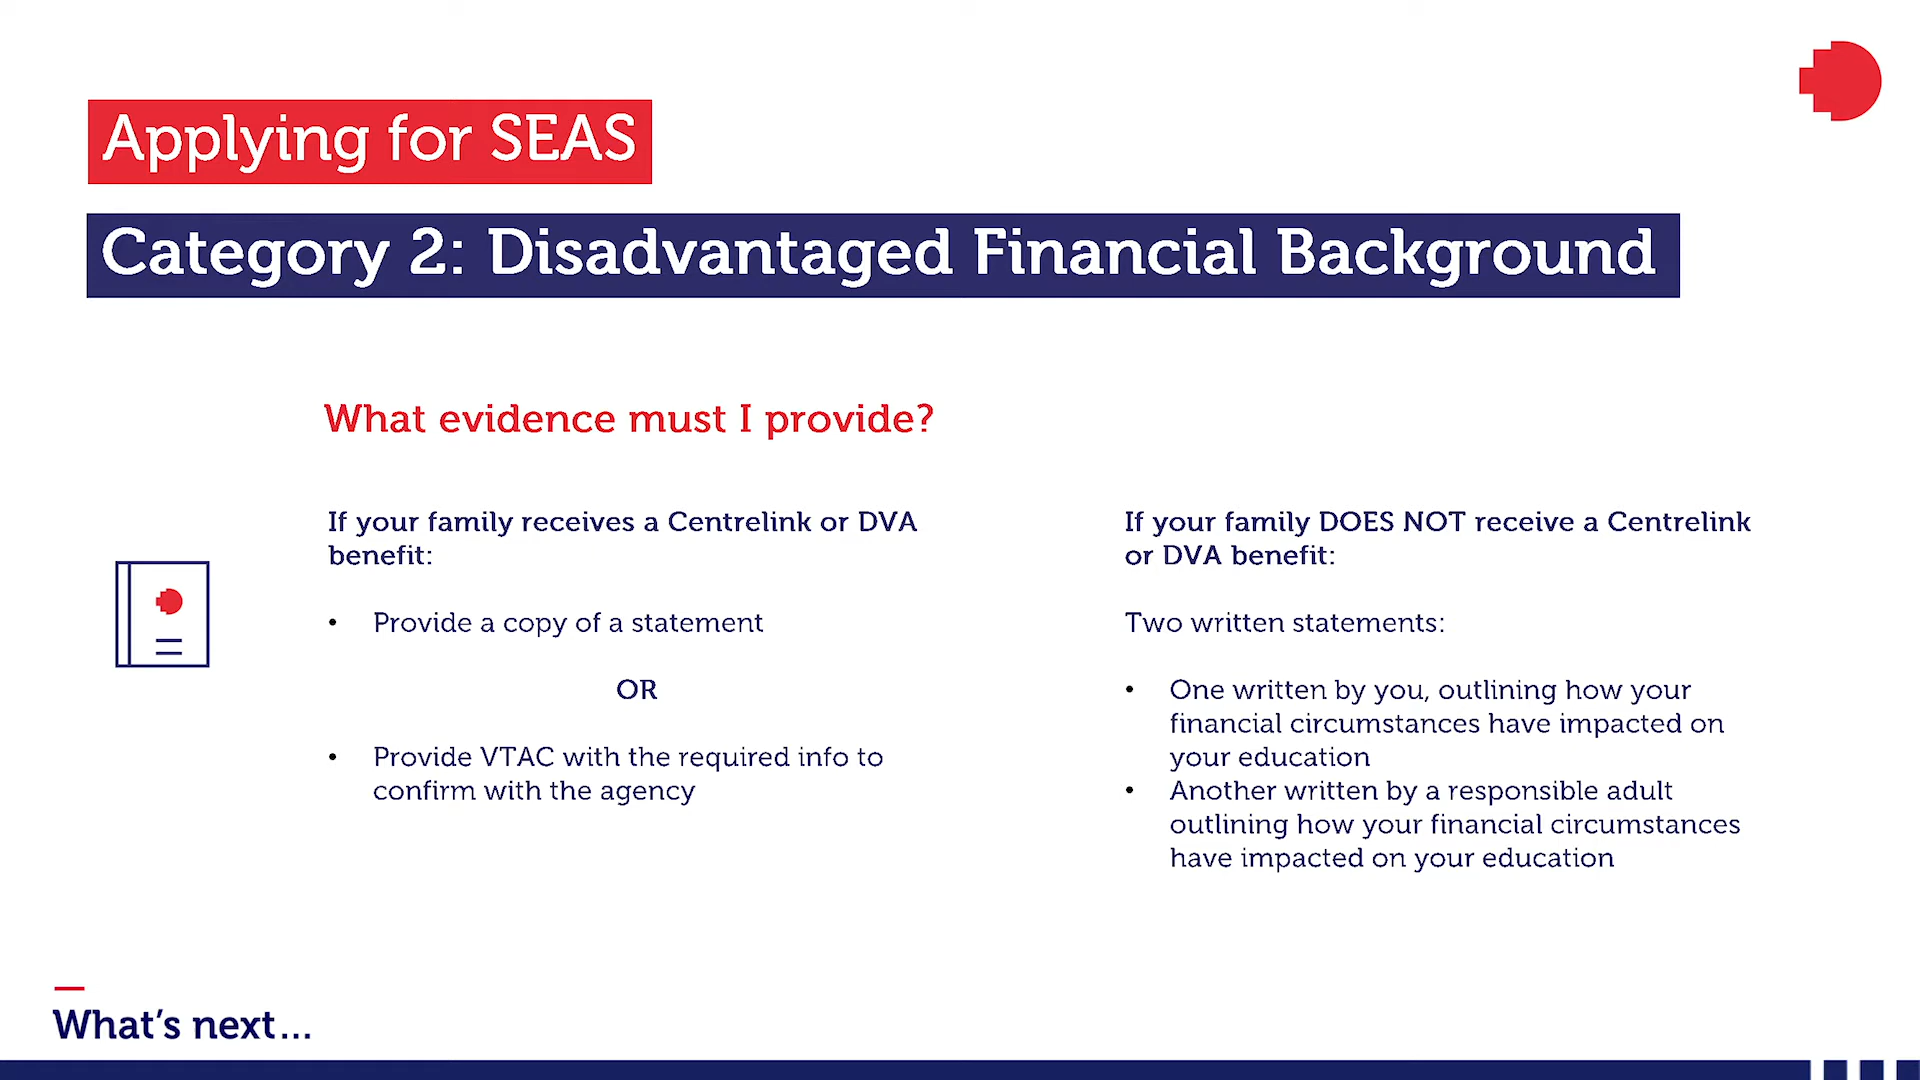 Applying for SEAS
Category 2: Disadvantaged Financial Background
What evidence must I provide?
If your family receives a Centrelink or DVA
benefit:
• Provide a copy of a statement
OR
• Provide VTAC with the required info to
confirm with the agency
If your family DOES NOT receive a Centrelink
or DVA benefit:
Two written statements:
• One written by you, outlining how your
financial circumstances have impacted on
your education
• Another written by a responsible adult
outlining how your financial circumstances
have impacted on your education
What's next...